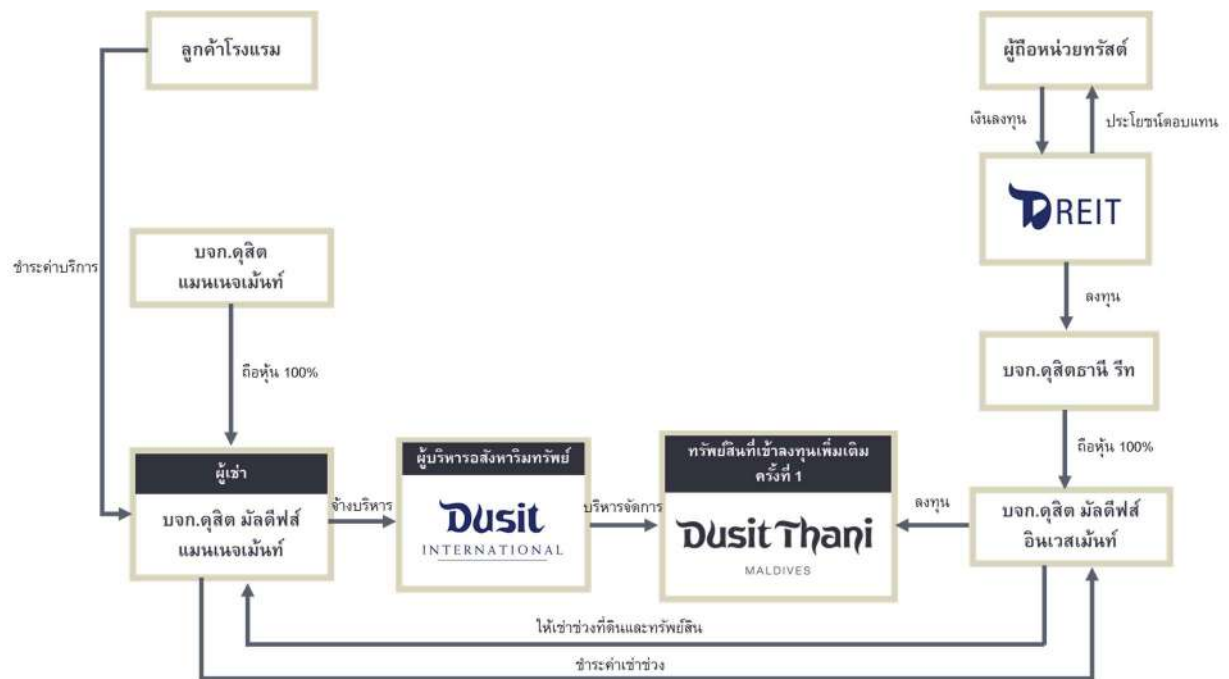 ลูกค้าโรงแรม
ผู้ถือหน่วยทรัสต์
เงินลงทุน
ประโยชน์ตอบแทน
DREIT
ชำระค่าบริการ
บจก.ดุสิต
แมนเนจเม้นท์
ลงทุน
ถือหุ้น 100%
บจก.ดุสิตธานี รีท
ถือหุ้น 100%
ผู้เช่า
บจก.ดุสิต มัลดีฟส์
แมนเนจเม้นท์
จ้างบริหาร
ผู้บริหารอสังหาริมทรัพย์
Dusit
INTERNATIONAL
บริหารจัดการ
ทรัพย์สินที่เข้าลงทุนเพิ่มเติม
ครั้งที่ 1
Dusit Thani
MALDIVES
ลงทุน
บจก.ดุสิต มัลดีฟส์
อินเวสเม้นท์
ให้เช่าช่วงที่ดินและทรัพย์สิน
ชำระค่าเช่าช่วง